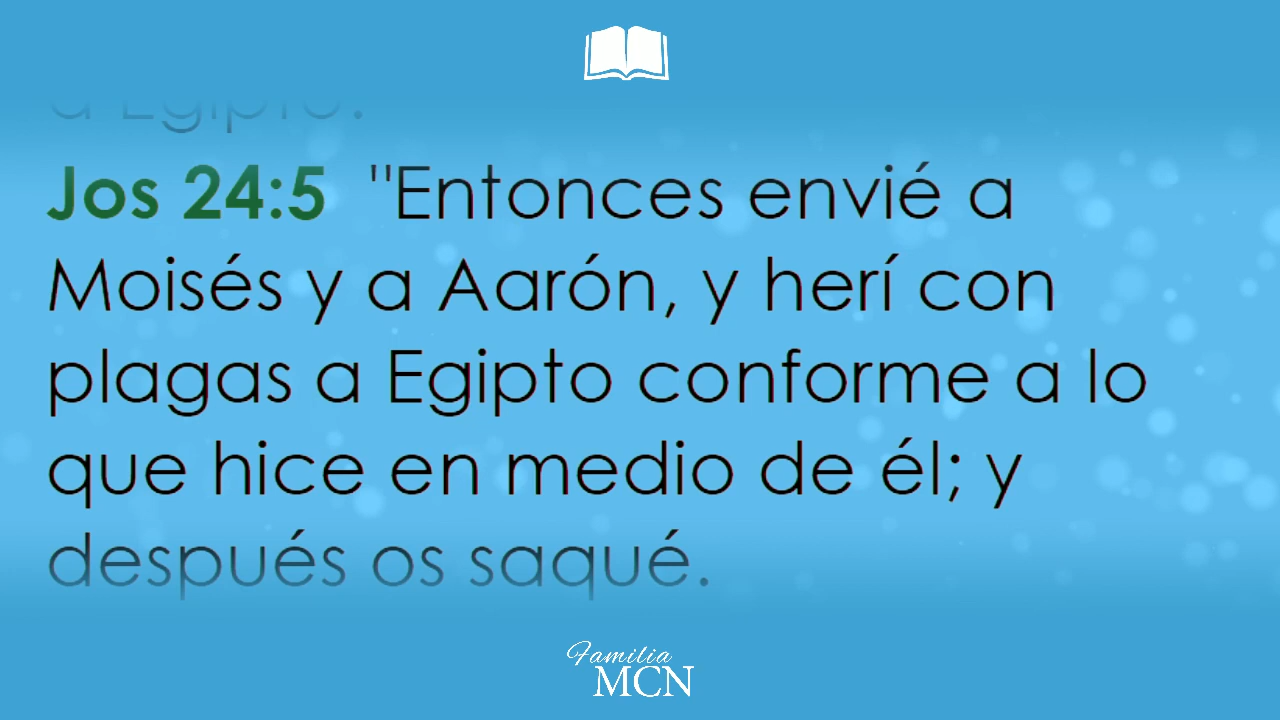 a Egipto.
Jos 24:5 "Entonces envié a
Moisés y a Aarón, y herí con
plagas a Egipto conforme a lo
que hice en medio de él; y
después os saqué.
Familia
MCN